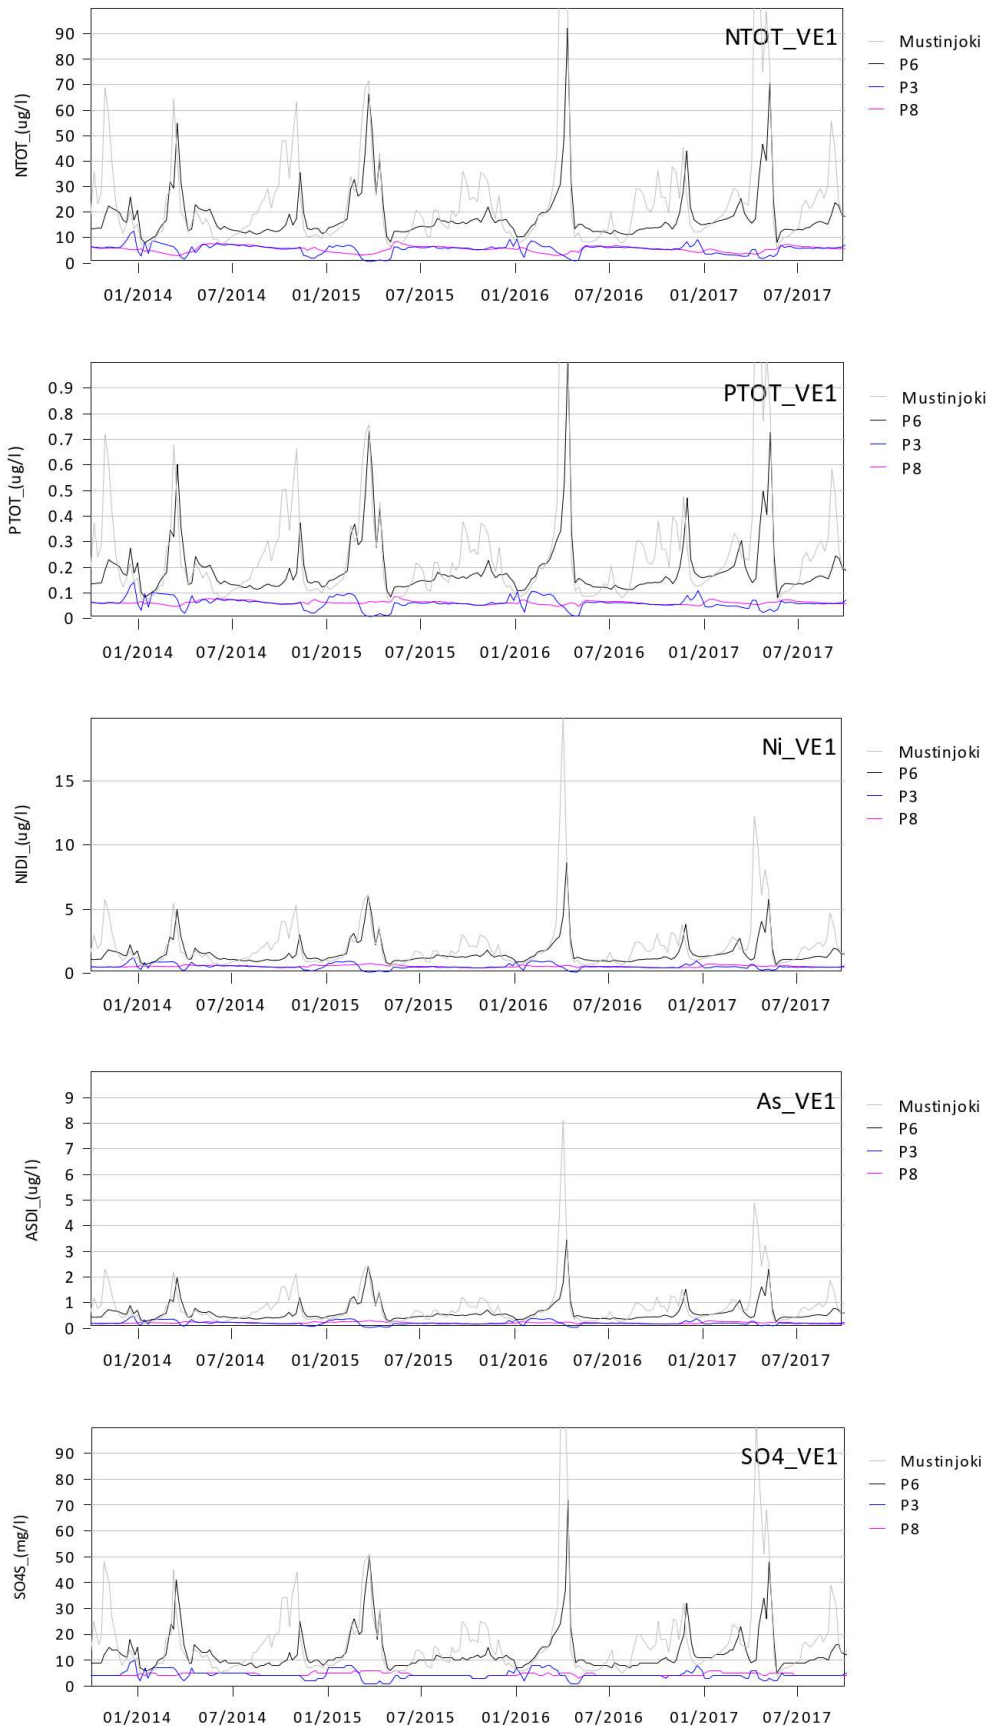 NTOT_VE1
NTOT_(ug/l)
90
80
70
60
50
40
30
20
10
0
01/2014 07/2014 01/2015 07/2015 01/2016 07/2016 01/2017 07/2017
Mustinjoki
P6
P3
P8
PTOT_VE1
PTOT_(ug/l)
0.9
0.8
0.7
0.6
0.5
0.4
0.3
0.2
0.1
0
01/2014 07/2014 01/2015 07/2015 01/2016 07/2016 01/2017 07/2017
Mustinjoki
P6
P3
P8
Ni_VE1
NIDI_(ug/l)
15
10
5
0
01/2014 07/2014 01/2015 07/2015 01/2016 07/2016 01/2017 07/2017
Mustinjoki
P6
P3
P8
As_VE1
ASDI_(ug/l)
9
8
7
6
5
4
3
2
1
0
01/2014 07/2014 01/2015 07/2015 01/2016 07/2016 01/2017 07/2017
Mustinjoki
P6
P3
P8
SO4_VE1
SO4S_(mg/l)
90
80
70
60
50
40
30
20
10
0
01/2014 07/2014 01/2015 07/2015 01/2016 07/2016 01/2017 07/2017
Mustinjoki
P6
P3
P8